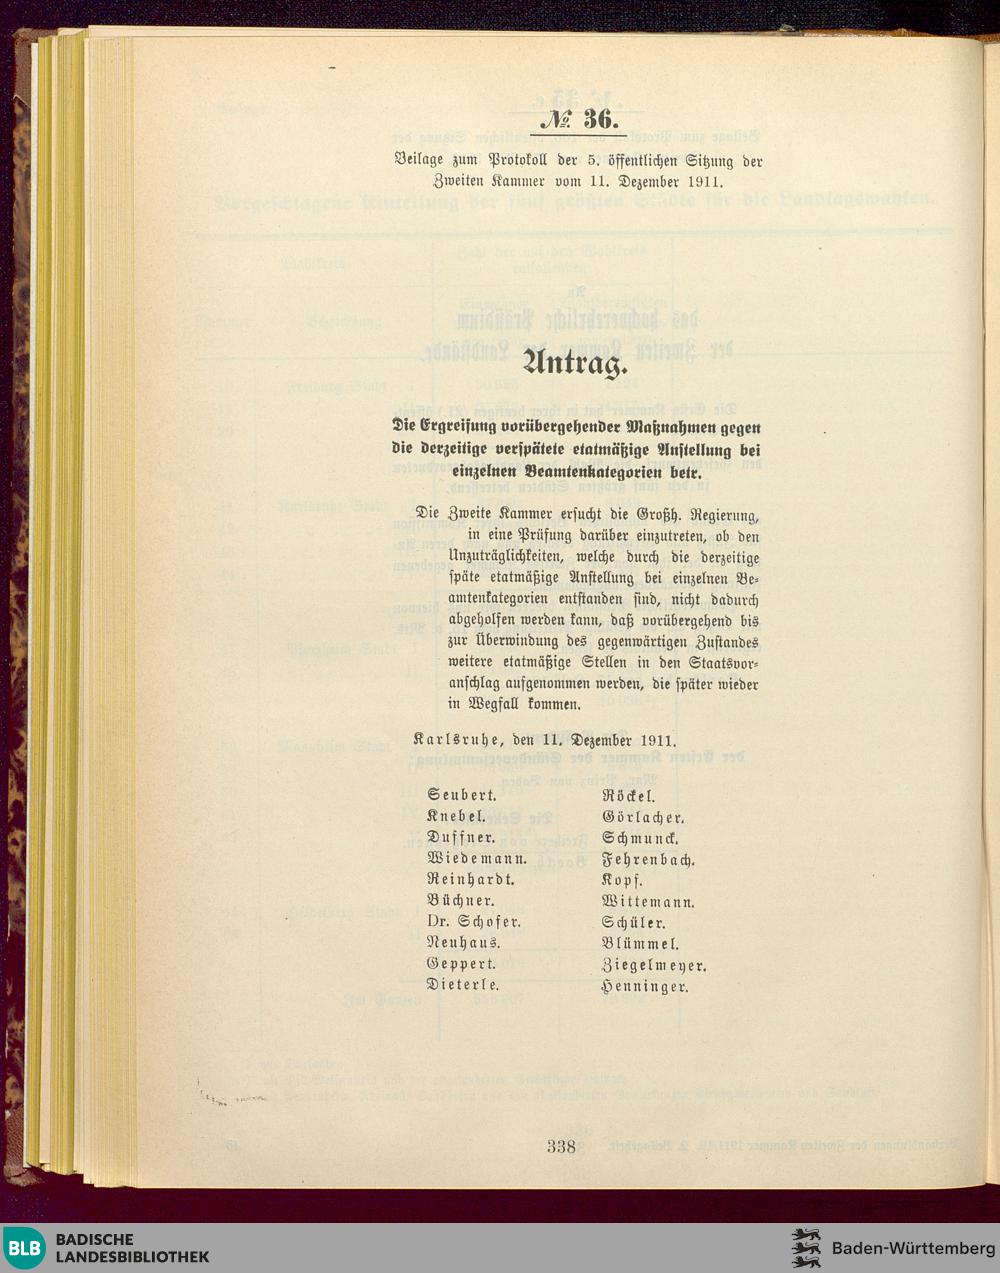 № 36.
Beilage zum Protokoll der 5. öffentlichen Sitzung der
Zweiten Kammer vom 11. Dezember 1911.
Antrag.
Die Ergreifung vorübergehender Maßnahmen gegen
die derzeitige verspätete etatmäßige Anstellung bei
einzelnen Beamtenkategorien betr.
Die Zweite Kammer ersucht die Großh. Regierung,
in eine Prüfung darüber einzutreten, ob den
Unzuträglichkeiten, welche durch die derzeitige
späte etatmäßige Anstellung bei einzelnen Be-
amtenkategorien entstanden sind, nicht dadurch
abgeholfen werden kann, daß vorübergehend bis
zur Überwindung des gegenwärtigen Zustandes
weitere etatmäßige Stellen in den Staatsvor-
anschlag aufgenommen werden, die später wieder
in Wegfall kommen.
Karlsruhe, den 11. Dezember 1911.
Seubert.
Knebel.
Duffner.
Wiedemann.
Reinhardt.
Büchner.
Dr. Schofer.
Neuhaus.
Geppert.
Dieterle.
Röckel.
Görlacher.
Schmunck.
Fehrenbach.
Kopf.
Wittemann.
Schüler.
Blümmel.
Ziegelmeyer.
Henninger.
338
BLB BADISCHE
LANDESBIBLIOTHEK
Baden-Württemberg